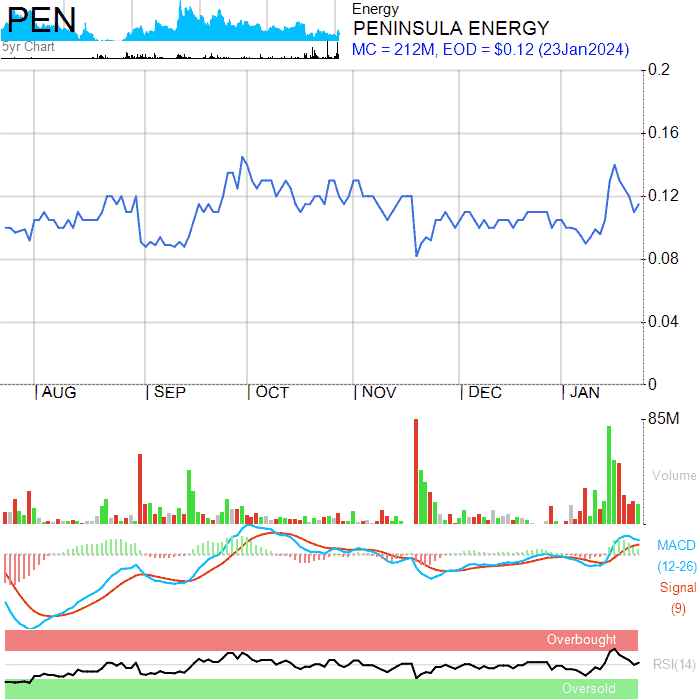 PEN
5yr Chart
Energy
PENINSULA ENERGY
MC = 212M, EOD = $0.12 (23Jan2024)
0.2
0.16
0.12
0.08
0.04
0
AUG SEP OCT NOV DEC JAN
85M
Volume
MACD
(12-26)
Signal
(9)
Overbought
RSI(14)
Oversold